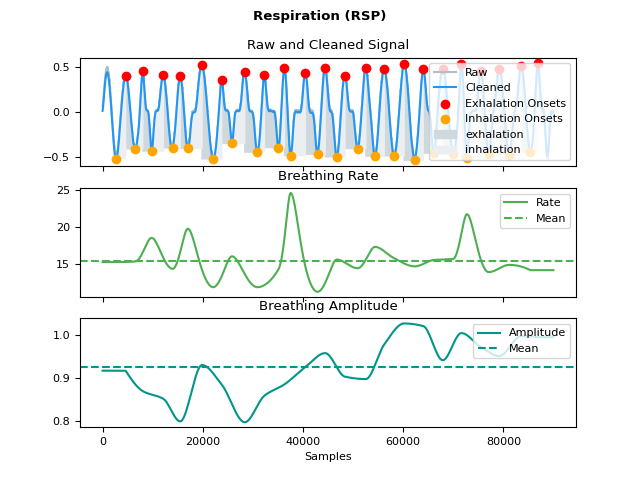 Respiration (RSP)
Raw and Cleaned Signal
0.5
0.0
−0.5
Raw
Cleaned
Exhalation Onsets
Inhalation Onsets
exhalation
inhalation
Breathing Rate
25
20
15
Rate
Mean
Breathing Amplitude
1.0
0.9
0.8
Amplitude
Mean
0 20000 40000 60000 80000
Samples